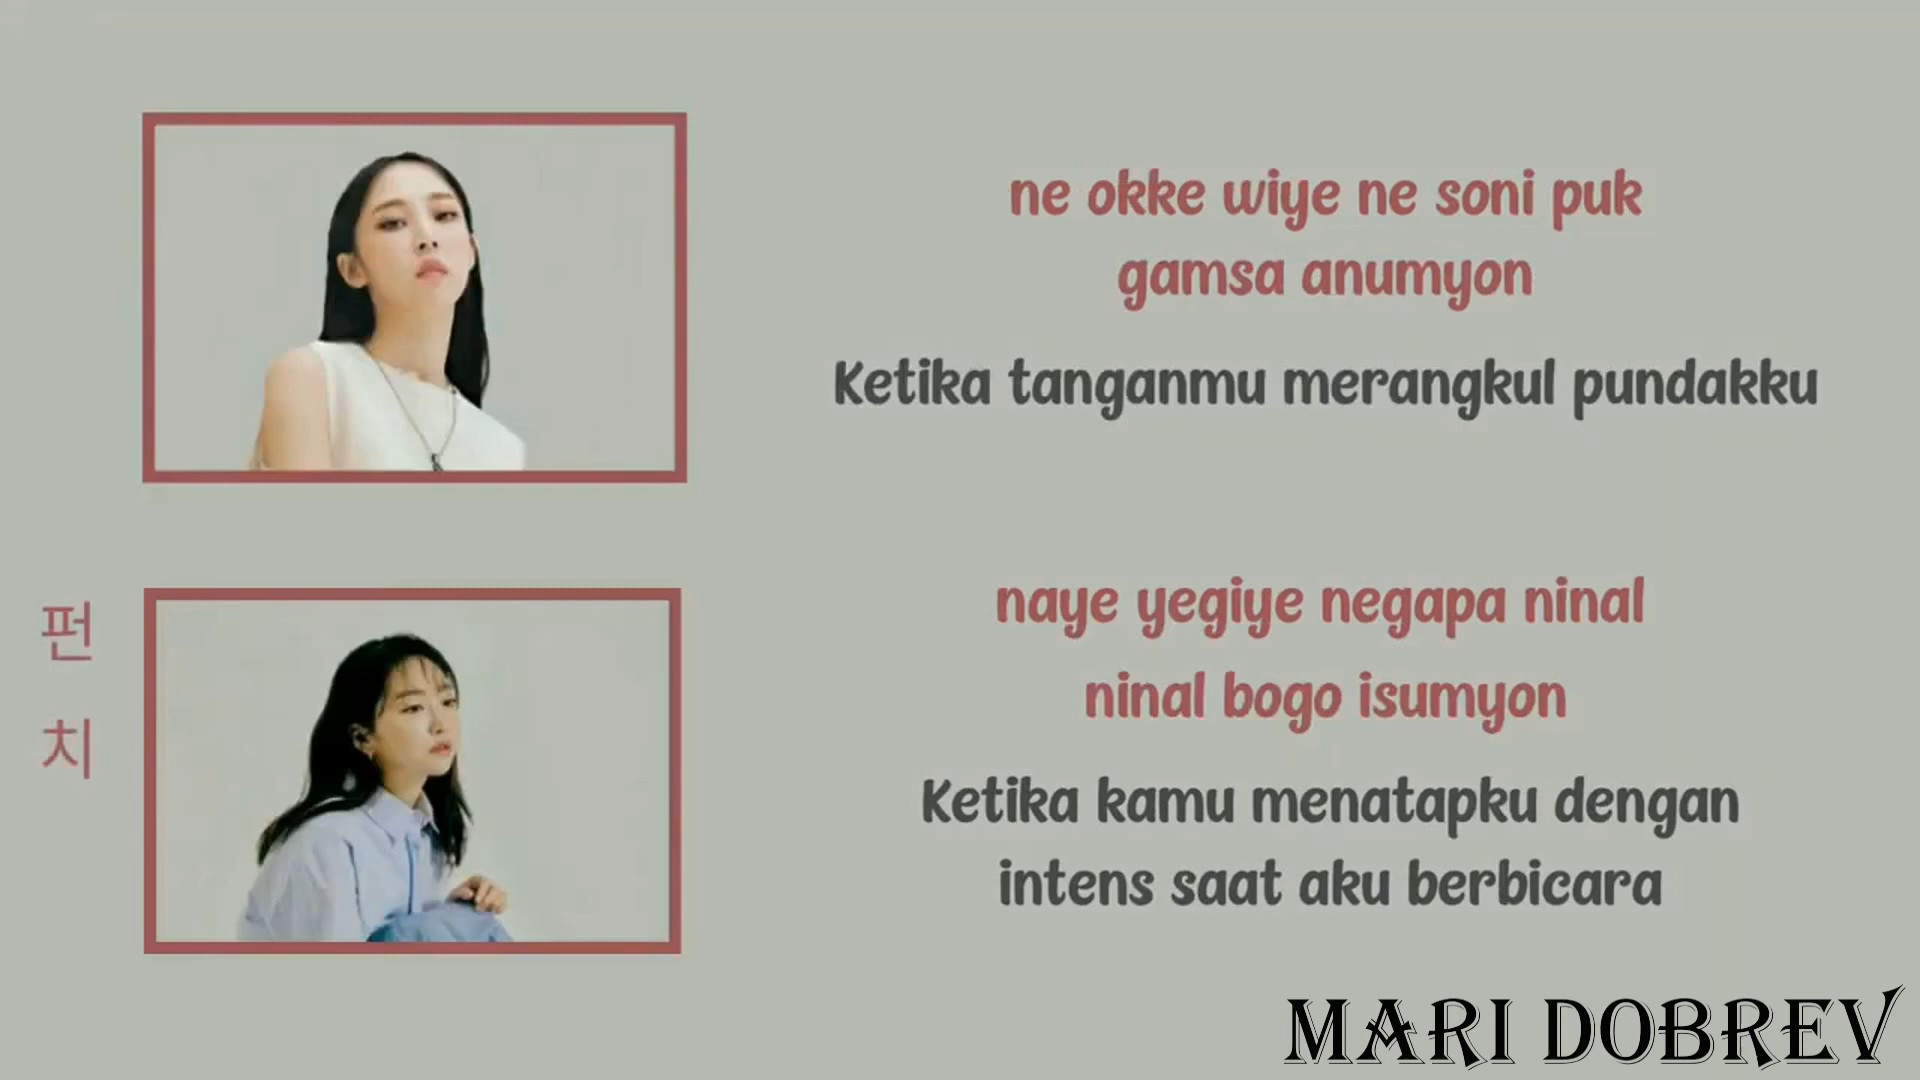 ne okke wiye ne soni puk
gamsa anumyon
Ketika tanganmu merangkul pundakku
펀
치
naye yegiye negapa ninal
ninal bogo isumyon
Ketika kamu menatapku dengan
intens saat aku berbicara
MARI DOBREV